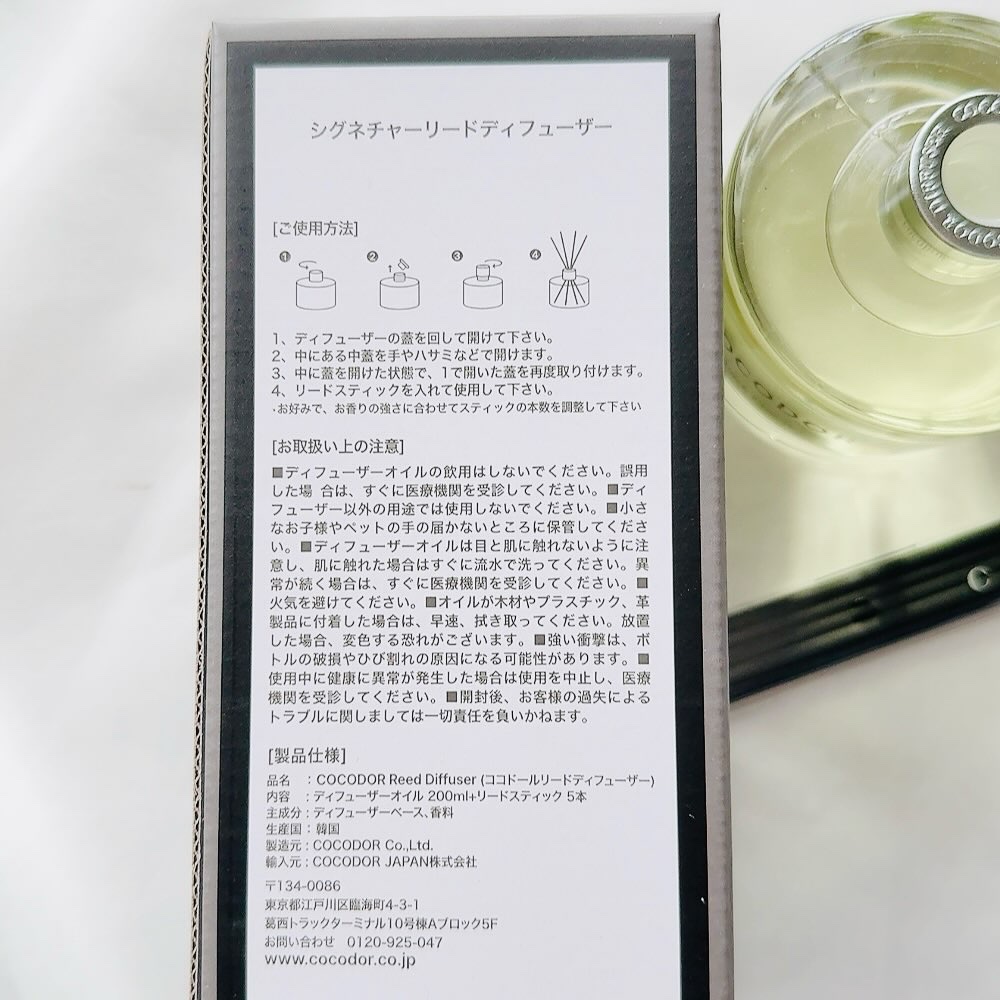 シグネチャーリードディフューザー
[ご使用方法]
❶ ❷ ❸ ❹
1、ディフューザーの蓋を回して開けて下さい。
2、中にある中蓋を手やハサミなどで開けます。
3、中に蓋を開けた状態で、1で開いた蓋を再度取り付けます。
4、リードスティックを入れて使用して下さい。
・お好みで、お香りの強さに合わせてスティックの本数を調整して下さい
[お取扱い上の注意]
■ディフューザーオイルの飲用はしないでください。誤用
した場 合は、すぐに医療機関を受診してください。■ディ
フューザー以外の用途では使用しないでください。■小さ
なお子様やペットの手の届かないところに保管してくださ
い。■ディフューザーオイルは目と肌に触れないように注
意し、肌に触れた場合はすぐに流水で洗ってください。異
常が続く場合は、すぐに医療機関を受診してください。■
火気を避けてください。■オイルが木材やプラスチック、革
製品に付着した場合は、早速、拭き取ってください。放置
した場合、変色する恐れがございます。■強い衝撃は、ボ
トルの破損やひび割れの原因になる可能性があります。■
使用中に健康に異常が発生した場合は使用を中止し、医療
機関を受診してください。■開封後、お客様の過失による
トラブルに関しましては一切責任を負いかねます。
[製品仕様]
品名 : COCODOR Reed Diffuser (ココドールリードディフューザー)
内容 : ディフューザーオイル 200ml+リードスティック 5本
主成分 : ディフューザーベース、香料
生産国 : 韓国
製造元 : COCODOR Co.,Ltd.
輸入元 : COCODOR JAPAN株式会社
〒134-0086
東京都江戸川区臨海町4-3-1
葛西トラックターミナル10号棟Aブロック5F
お問い合わせ 0120-925-047
www.cocodor.co.jp